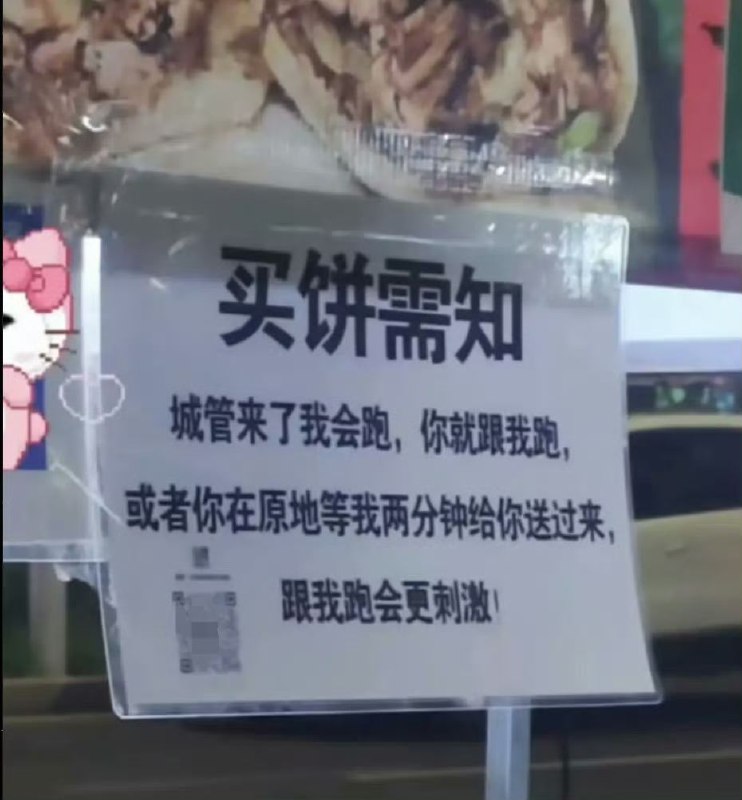 买饼需知
城管来了我会跑，你就跟我跑，
或者你在原地等我两分钟给你送过来，
跟我跑会更刺激！